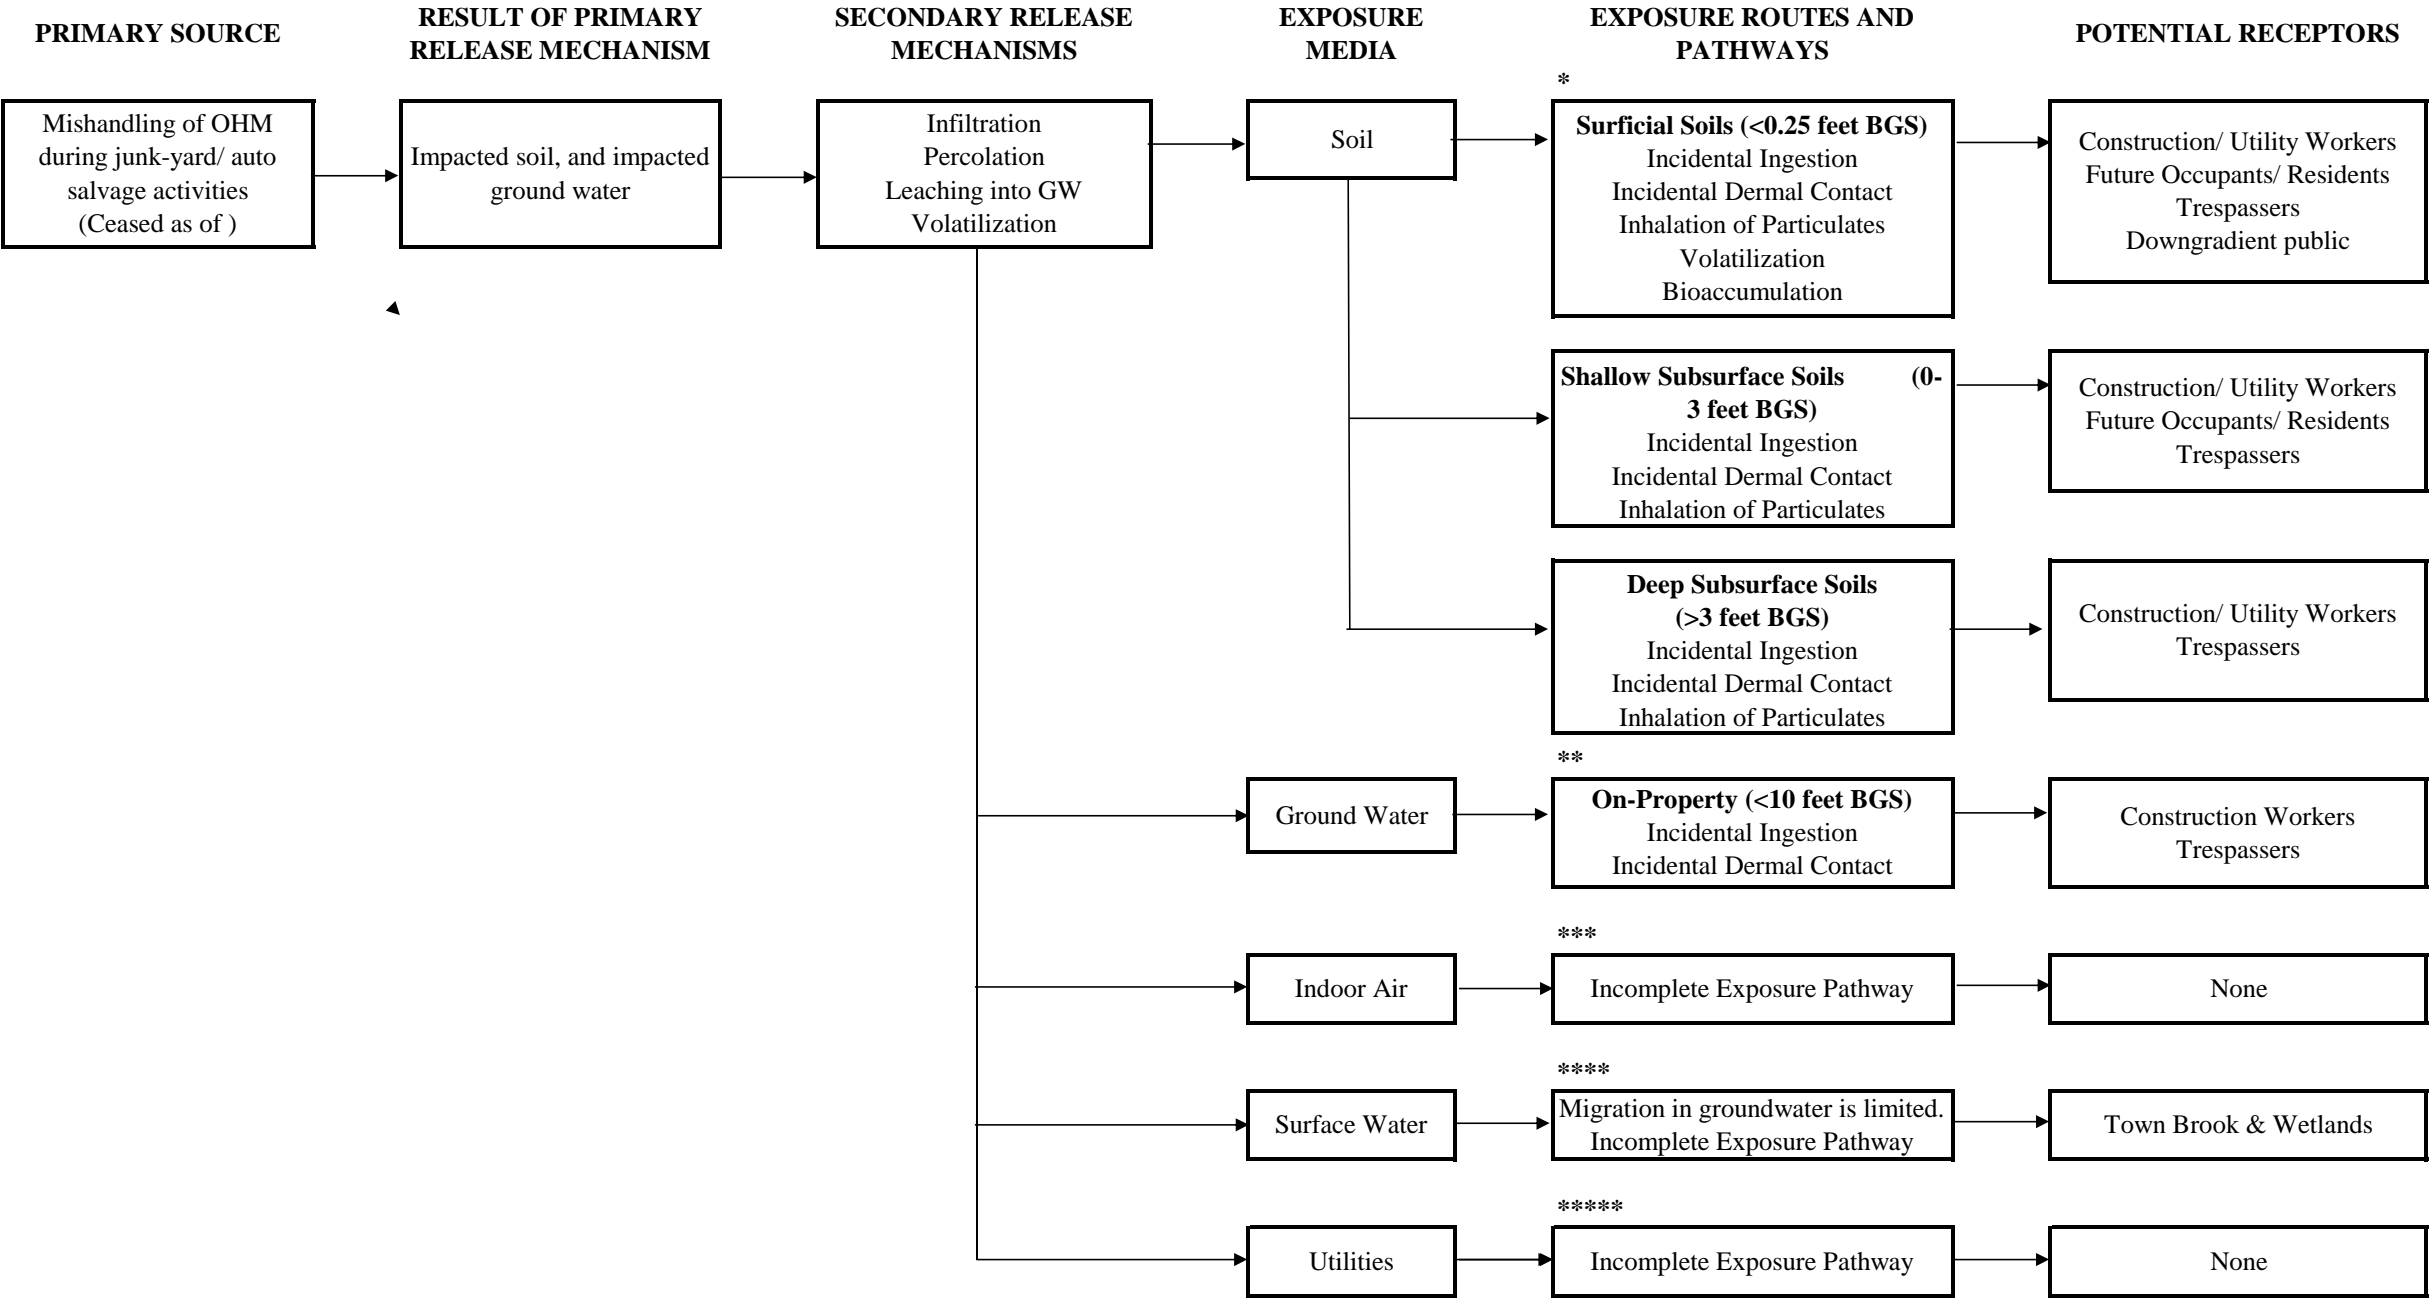 PRIMARY SOURCE
RESULT OF PRIMARY
RELEASE MECHANISM
SECONDARY RELEASE
MECHANISMS
EXPOSURE
MEDIA
EXPOSURE ROUTES AND
PATHWAYS
POTENTIAL RECEPTORS
Mishandling of OHM
during junk-yard/ auto
salvage activities
(Ceased as of )
Impacted soil, and impacted
ground water
Infiltration
Percolation
Leaching into GW
Volatilization
Soil
*
Surficial Soils (<0.25 feet BGS)
Incidental Ingestion
Incidental Dermal Contact
Inhalation of Particulates
Volatilization
Bioaccumulation
Construction/ Utility Workers
Future Occupants/ Residents
Trespassers
Downgradient public
Shallow Subsurface Soils (0-
3 feet BGS)
Incidental Ingestion
Incidental Dermal Contact
Inhalation of Particulates
Construction/ Utility Workers
Future Occupants/ Residents
Trespassers
Deep Subsurface Soils
(>3 feet BGS)
Incidental Ingestion
Incidental Dermal Contact
Inhalation of Particulates
Construction/ Utility Workers
Trespassers
Ground Water
**
On-Property (<10 feet BGS)
Incidental Ingestion
Incidental Dermal Contact
Construction Workers
Trespassers
Indoor Air
***
Incomplete Exposure Pathway
None
Surface Water
****
Migration in groundwater is limited.
Incomplete Exposure Pathway
Town Brook & Wetlands
Utilities
*****
Incomplete Exposure Pathway
None